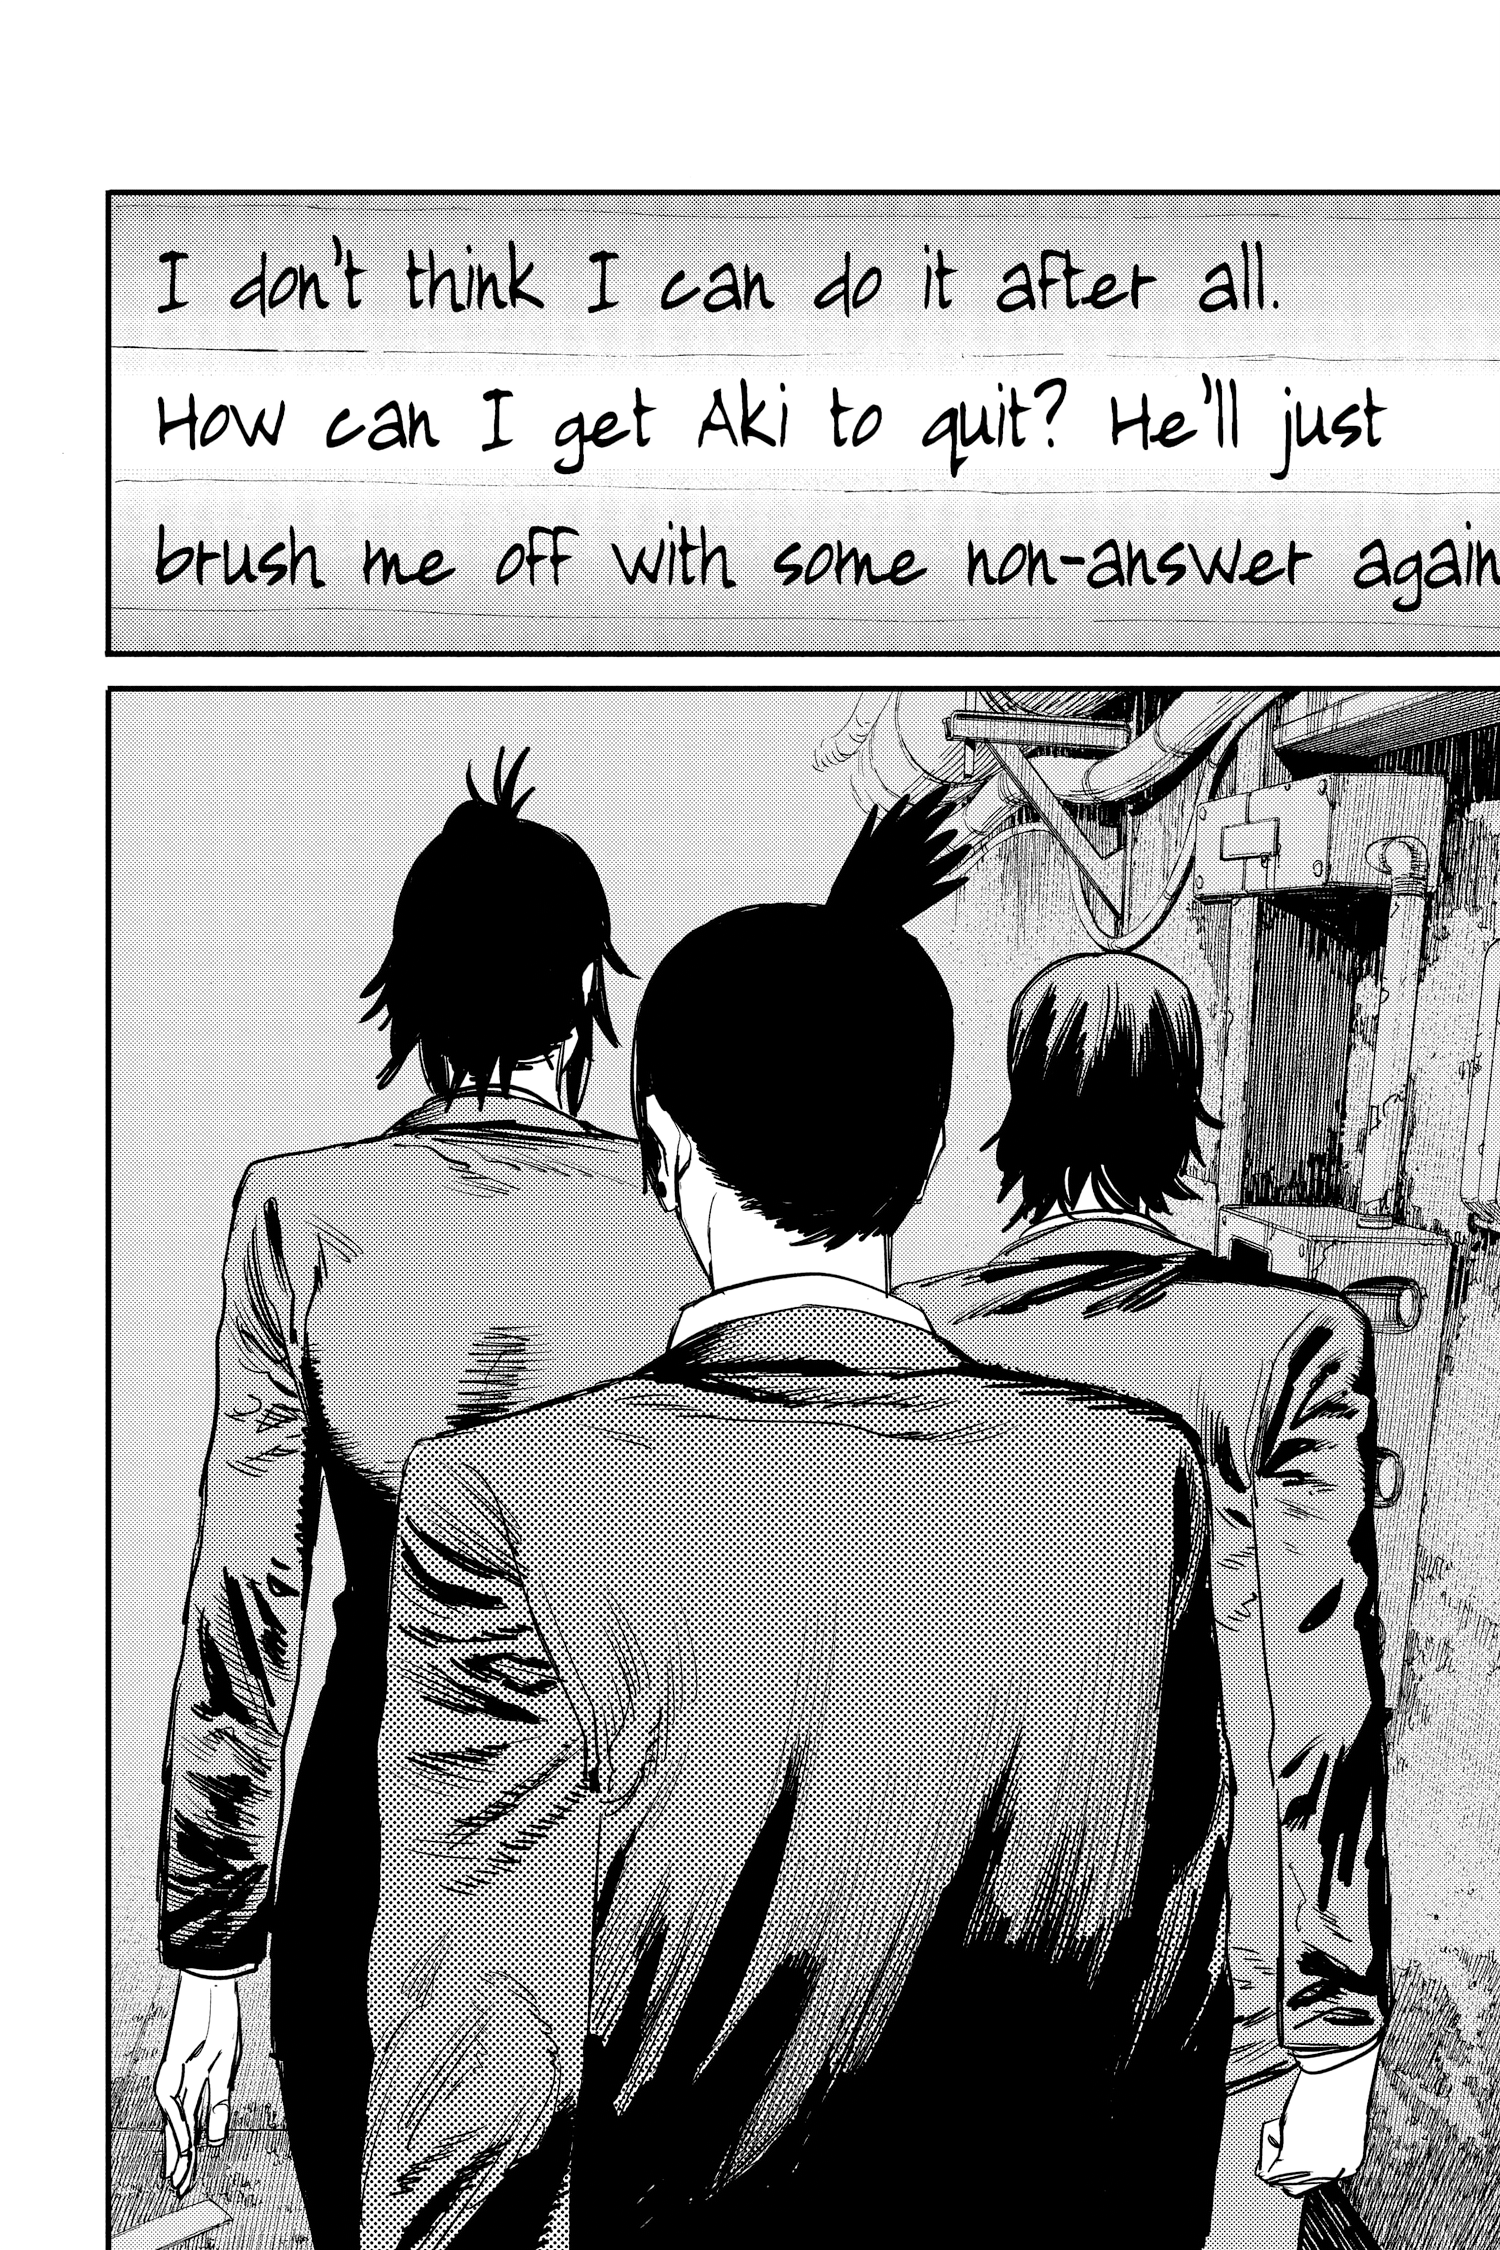 I don't think I can do it after all.
How can I get Aki to quit? He'll just
brush me off with some non-answer again